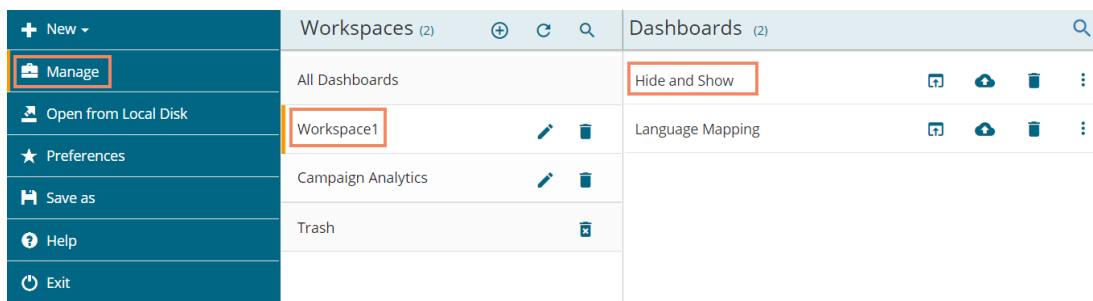 New
Manage
Open from Local Disk
Preferences
Save as
Help
Exit
Workspaces (2)
All Dashboards
Workspace1
Campaign Analytics
Trash
Dashboards (2)
Hide and Show
Language Mapping